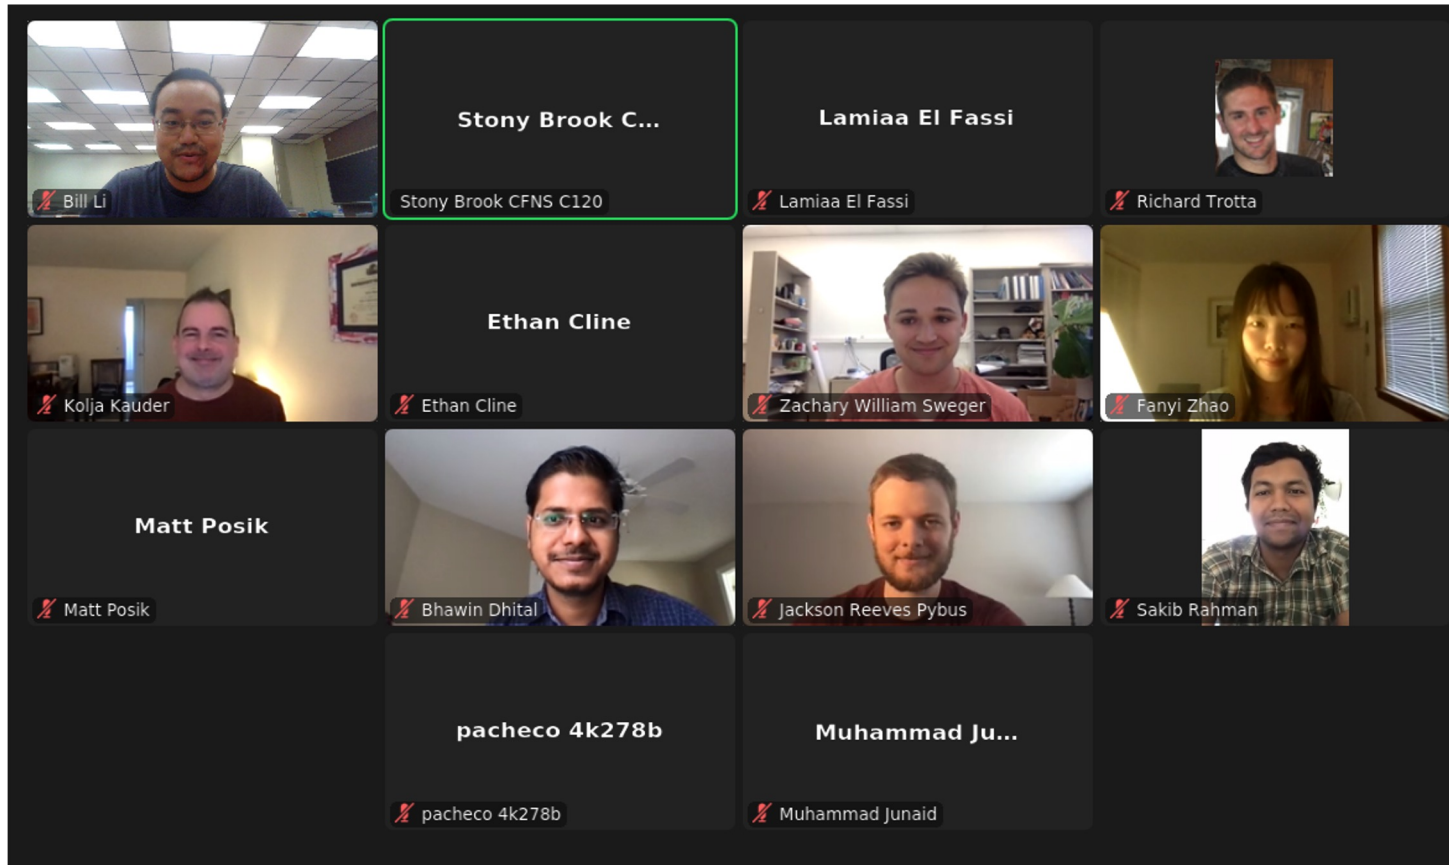 Bill Li
Stony Brook C...
Stony Brook CFNS C120
Lamiaa El Fassi
Lamiaa El Fassi
Richard Trotta
Kolja Kauder
Ethan Cline
Ethan Cline
Zachary William Sweger
Fanyi Zhao
Matt Posik
Matt Posik
Bhawin Dhital
Jackson Reeves Pybus
Sakib Rahman
pacheco 4k278b
pacheco 4k278b
Muhammad Ju...
Muhammad Junaid